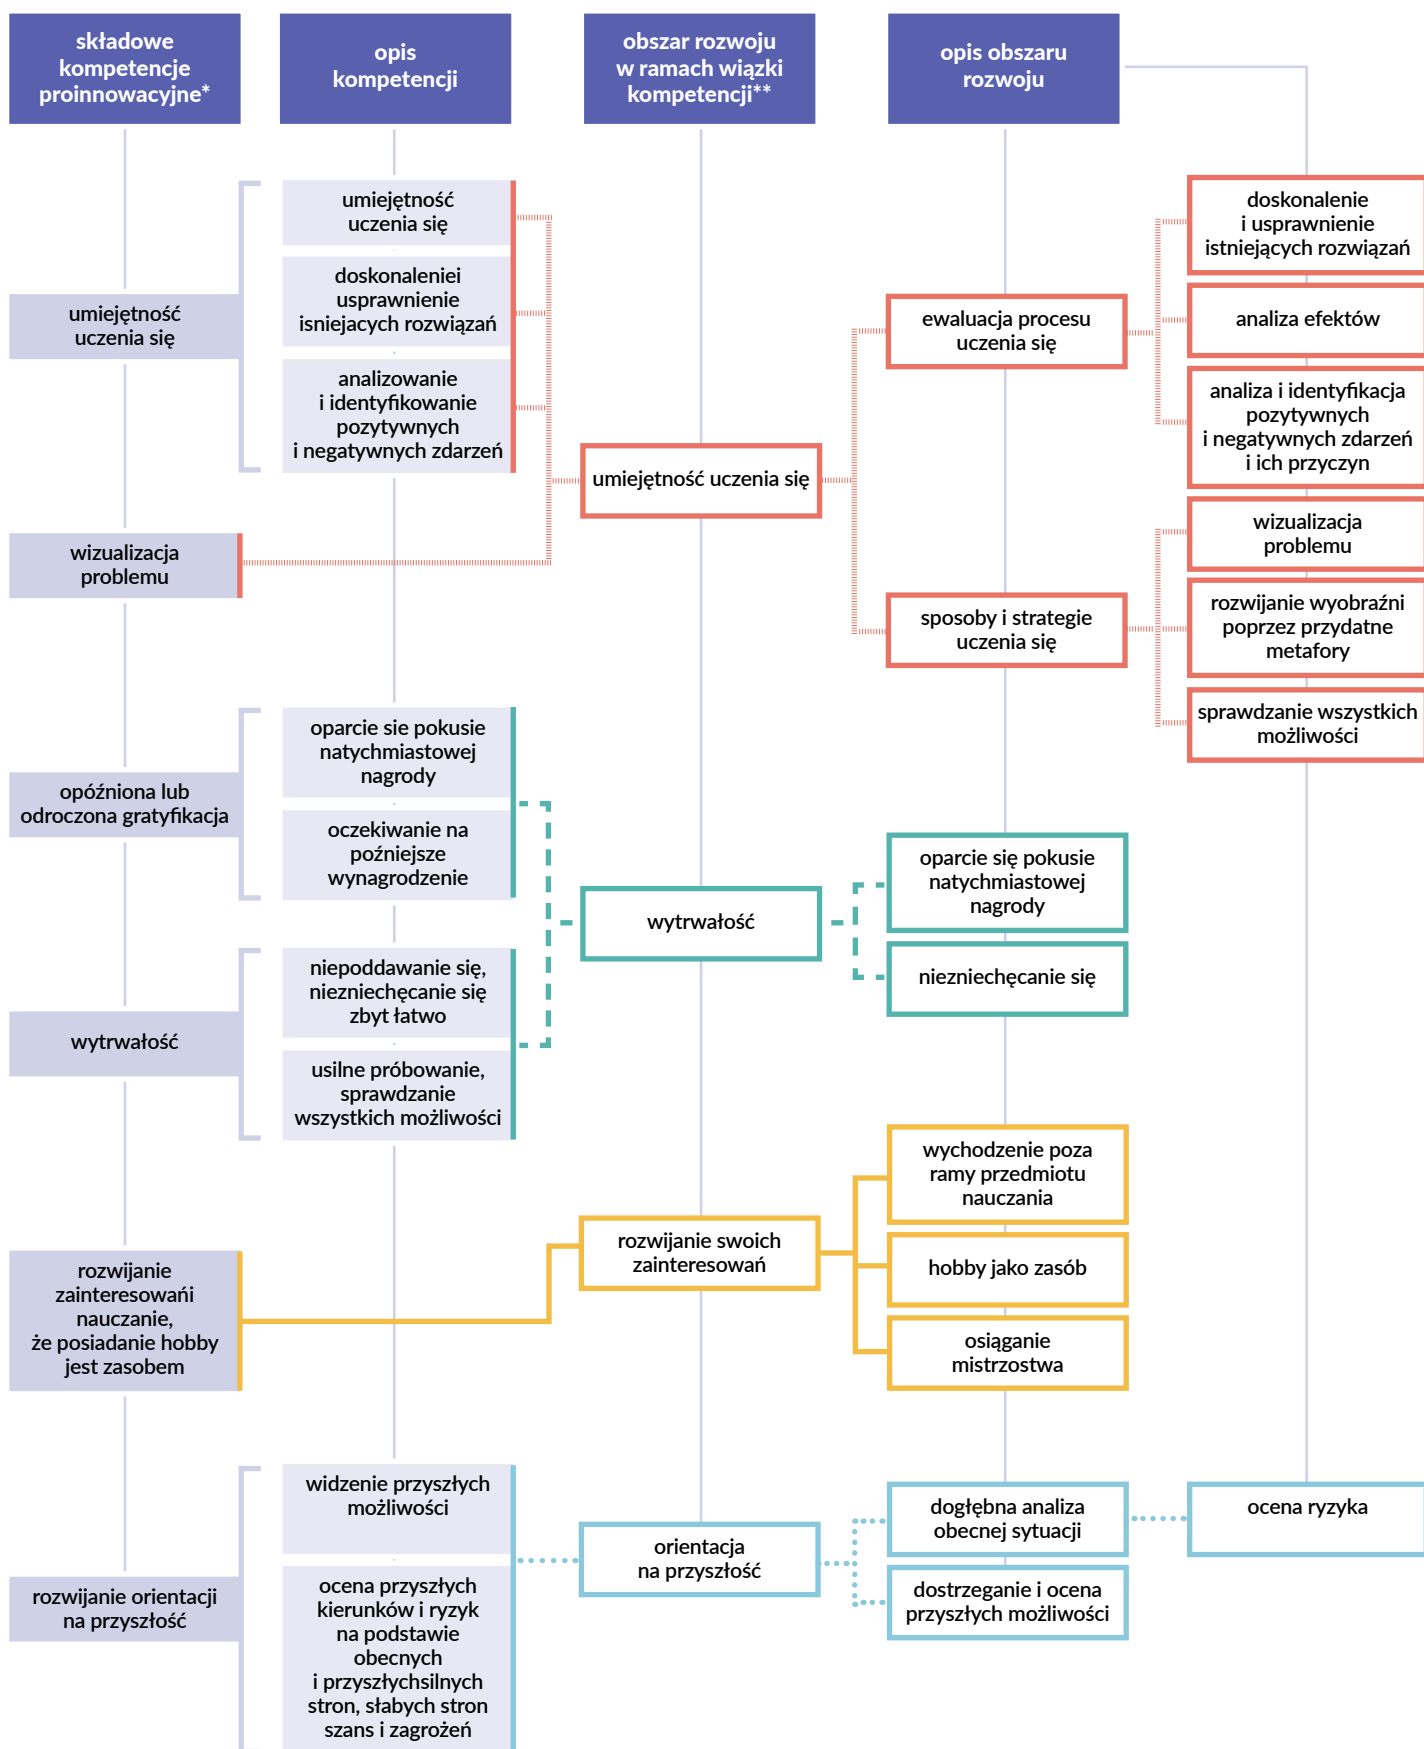 składowe
kompetencje
proinnowacyjne*
opis
kompetencji
obszar rozwoju
w ramach wiązki
kompetencji**
opis obszaru
rozwoju
umiejętność
uczenia się
umiejętność
uczenia się
doskonaleniei
usprawnienie
isniejacych rozwiązań
analizowanie
i identyfikowanie
pozytywnych
i negatywnych zdarzeń
wizualizacja
problemu
umiejętność uczenia się
ewaluacja procesu
uczenia się
doskonalenie
i usprawnienie
istniejących rozwiązań
analiza efektów
analiza i identyfikacja
pozytywnych
i negatywnych zdarzeń
i ich przyczyn
sposoby i strategie
uczenia się
wizualizacja
problemu
rozwijanie wyobraźni
poprzez przydatne
metafory
sprawdzanie wszystkich
możliwości
opóźniona lub
odroczona gratyfikacja
oparcie sie pokusie
natychmiastowej
nagrody
oczekiwanie na
poźniejsze
wynagrodzenie
wytrwałość
niepoddawanie się,
niezniechęcanie się
zbyt łatwo
usilne próbowanie,
sprawdzanie
wszystkich możliwości
wytrwałość
oparcie się pokusie
natychmiastowej
nagrody
niezniechęcanie się
rozwijanie
zainteresowańi
nauczanie,
że posiadanie hobby
jest zasobem
rozwijanie swoich
zainteresowań
wychodzenie poza
ramy przedmiotu
nauczania
hobby jako zasób
osiąganie
mistrzostwa
rozwijanie orientacji
na przyszłość
widzenie przyszłych
możliwości
ocena przyszłych
kierunków i ryzyk
na podstawie
obecnych
i przyszłychsilnych
stron, słabych stron
szans i zagrożeń
orientacja
na przyszłość
dogłębna analiza
obecnej sytuacji
ocena ryzyka
dostrzeganie i ocena
przyszłych możliwości